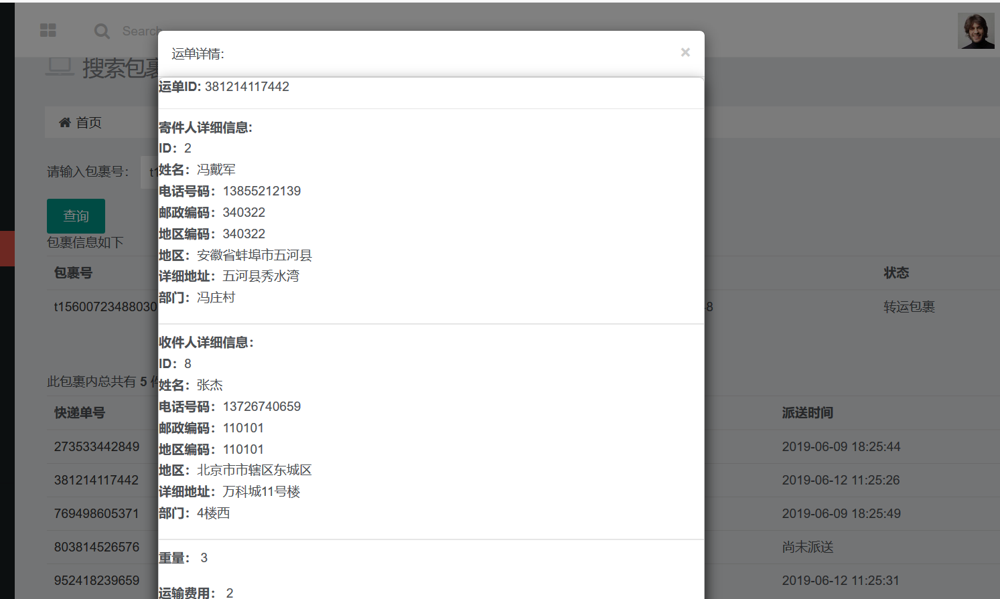 Search
运单详情:
×
搜索包裹
运单ID: 381214117442
首页
寄件人详细信息:
ID：2
姓名：冯戴军
电话号码：13855212139
邮政编码：340322
地区编码：340322
地区：安徽省蚌埠市五河县
详细地址：五河县秀水湾
部门：冯庄村
收件人详细信息：
ID：8
姓名：张杰
电话号码：13726740659
邮政编码：110101
地区编码：110101
地区：北京市市辖区东城区
详细地址：万科城11号楼
部门：4楼西
重量： 3
运输费用： 2
请输入包裹号：
t1
查询
包裹信息如下
包裹号 状态
t15600723488030 8 转运包裹
此包裹内总共有 5 件
快递单号 派送时间
273533442849 2019-06-09 18:25:44
381214117442 2019-06-12 11:25:26
769498605371 2019-06-09 18:25:49
803814526576 尚未派送
952418239659 2019-06-12 11:25:31